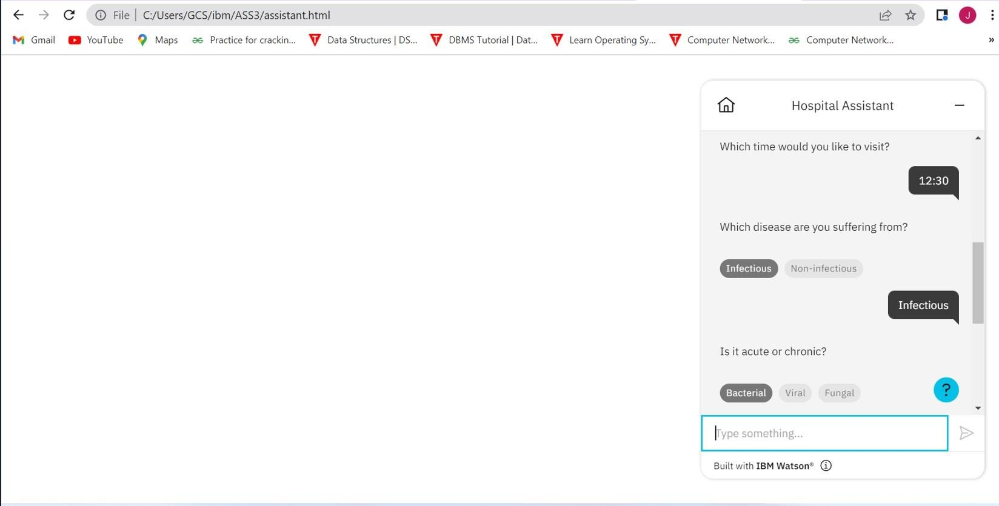 File | C:/Users/GCS/ibm/ASS3/assistant.html
J
Gmail YouTube Maps Practice for crackin... Data Structures | DS... DBMS Tutorial | Dat... Learn Operating Sy... Computer Network... Computer Network... »
Hospital Assistant
Which time would you like to visit?
12:30
Which disease are you suffering from?
Infectious Non-infectious
Infectious
Is it acute or chronic?
Bacterial Viral Fungal
?
Type something...
Built with IBM Watson®